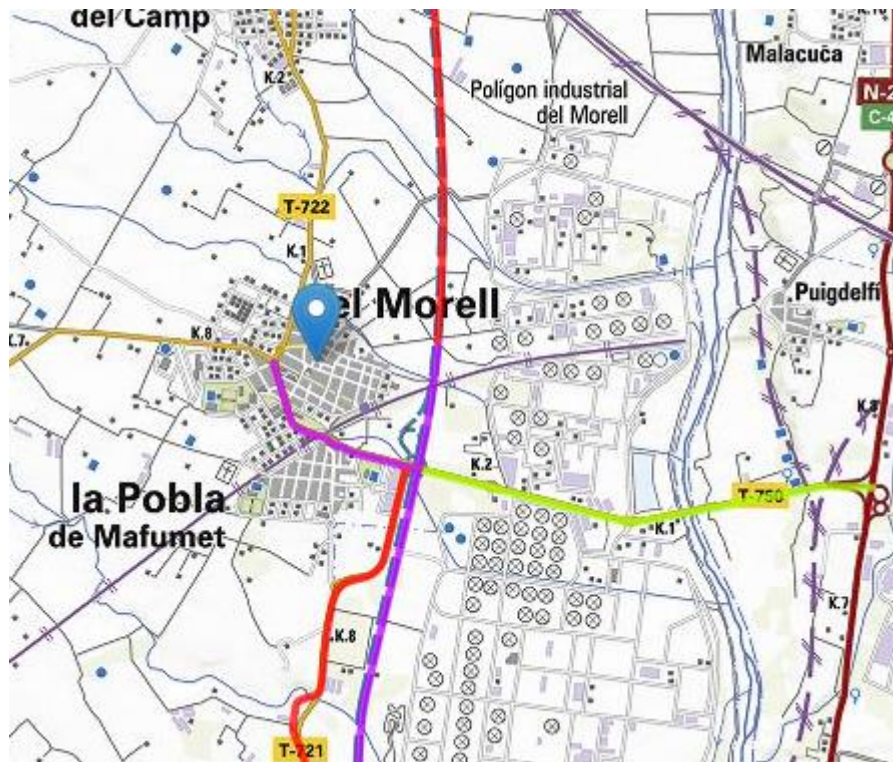 del Camp
K.2
Malacuca
Polígon industrial
del Morell
T-722
K.1
el Morell
K.8
K.7
Puigdelfí
K.2
la Pobla
de Mafumet
T-750
K.1
K.7
K.8
T-721